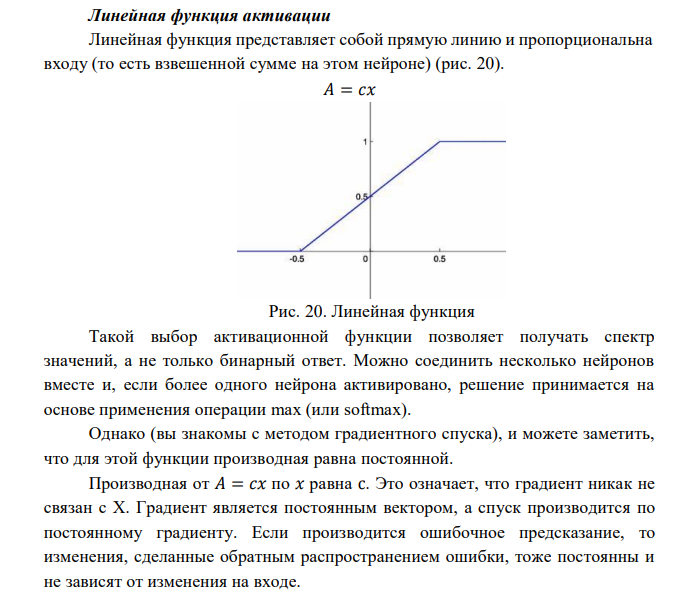 Линейная функция активации
Линейная функция представляет собой прямую линию и пропорциональна
входу (то есть взвешенной сумме на этом нейроне) (рис. 20).
𝐴 = 𝑐𝑥
1
0.5
-0.5 0 0.5
Рис. 20. Линейная функция
Такой выбор активационной функции позволяет получать спектр
значений, а не только бинарный ответ. Можно соединить несколько нейронов
вместе и, если более одного нейрона активировано, решение принимается на
основе применения операции max (или softmax).
Однако (вы знакомы с методом градиентного спуска), и можете заметить,
что для этой функции производная равна постоянной.
Производная от 𝐴 = 𝑐𝑥 по 𝑥 равна с. Это означает, что градиент никак не
связан с X. Градиент является постоянным вектором, а спуск производится по
постоянному градиенту. Если производится ошибочное предсказание, то
изменения, сделанные обратным распространением ошибки, тоже постоянны и
не зависят от изменения на входе.